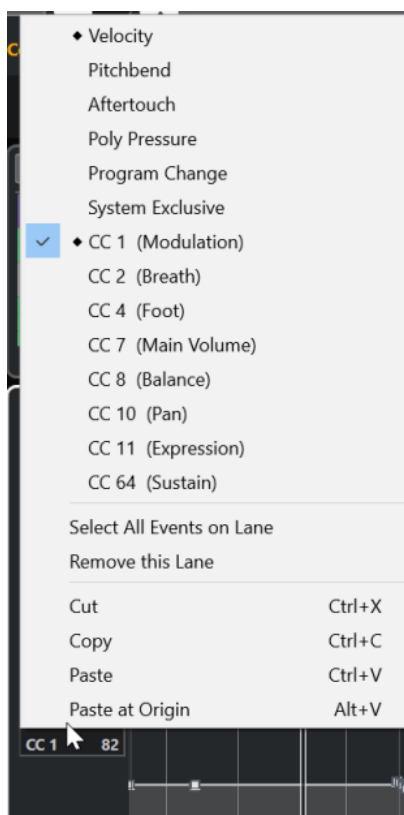 ◆ Velocity
Pitchbend
Aftertouch
Poly Pressure
Program Change
System Exclusive
◆ CC 1 (Modulation)
CC 2 (Breath)
CC 4 (Foot)
CC 7 (Main Volume)
CC 8 (Balance)
CC 10 (Pan)
CC 11 (Expression)
CC 64 (Sustain)
Select All Events on Lane
Remove this Lane
Cut Ctrl+X
Copy Ctrl+C
Paste Ctrl+V
Paste at Origin Alt+V
CC 1 82